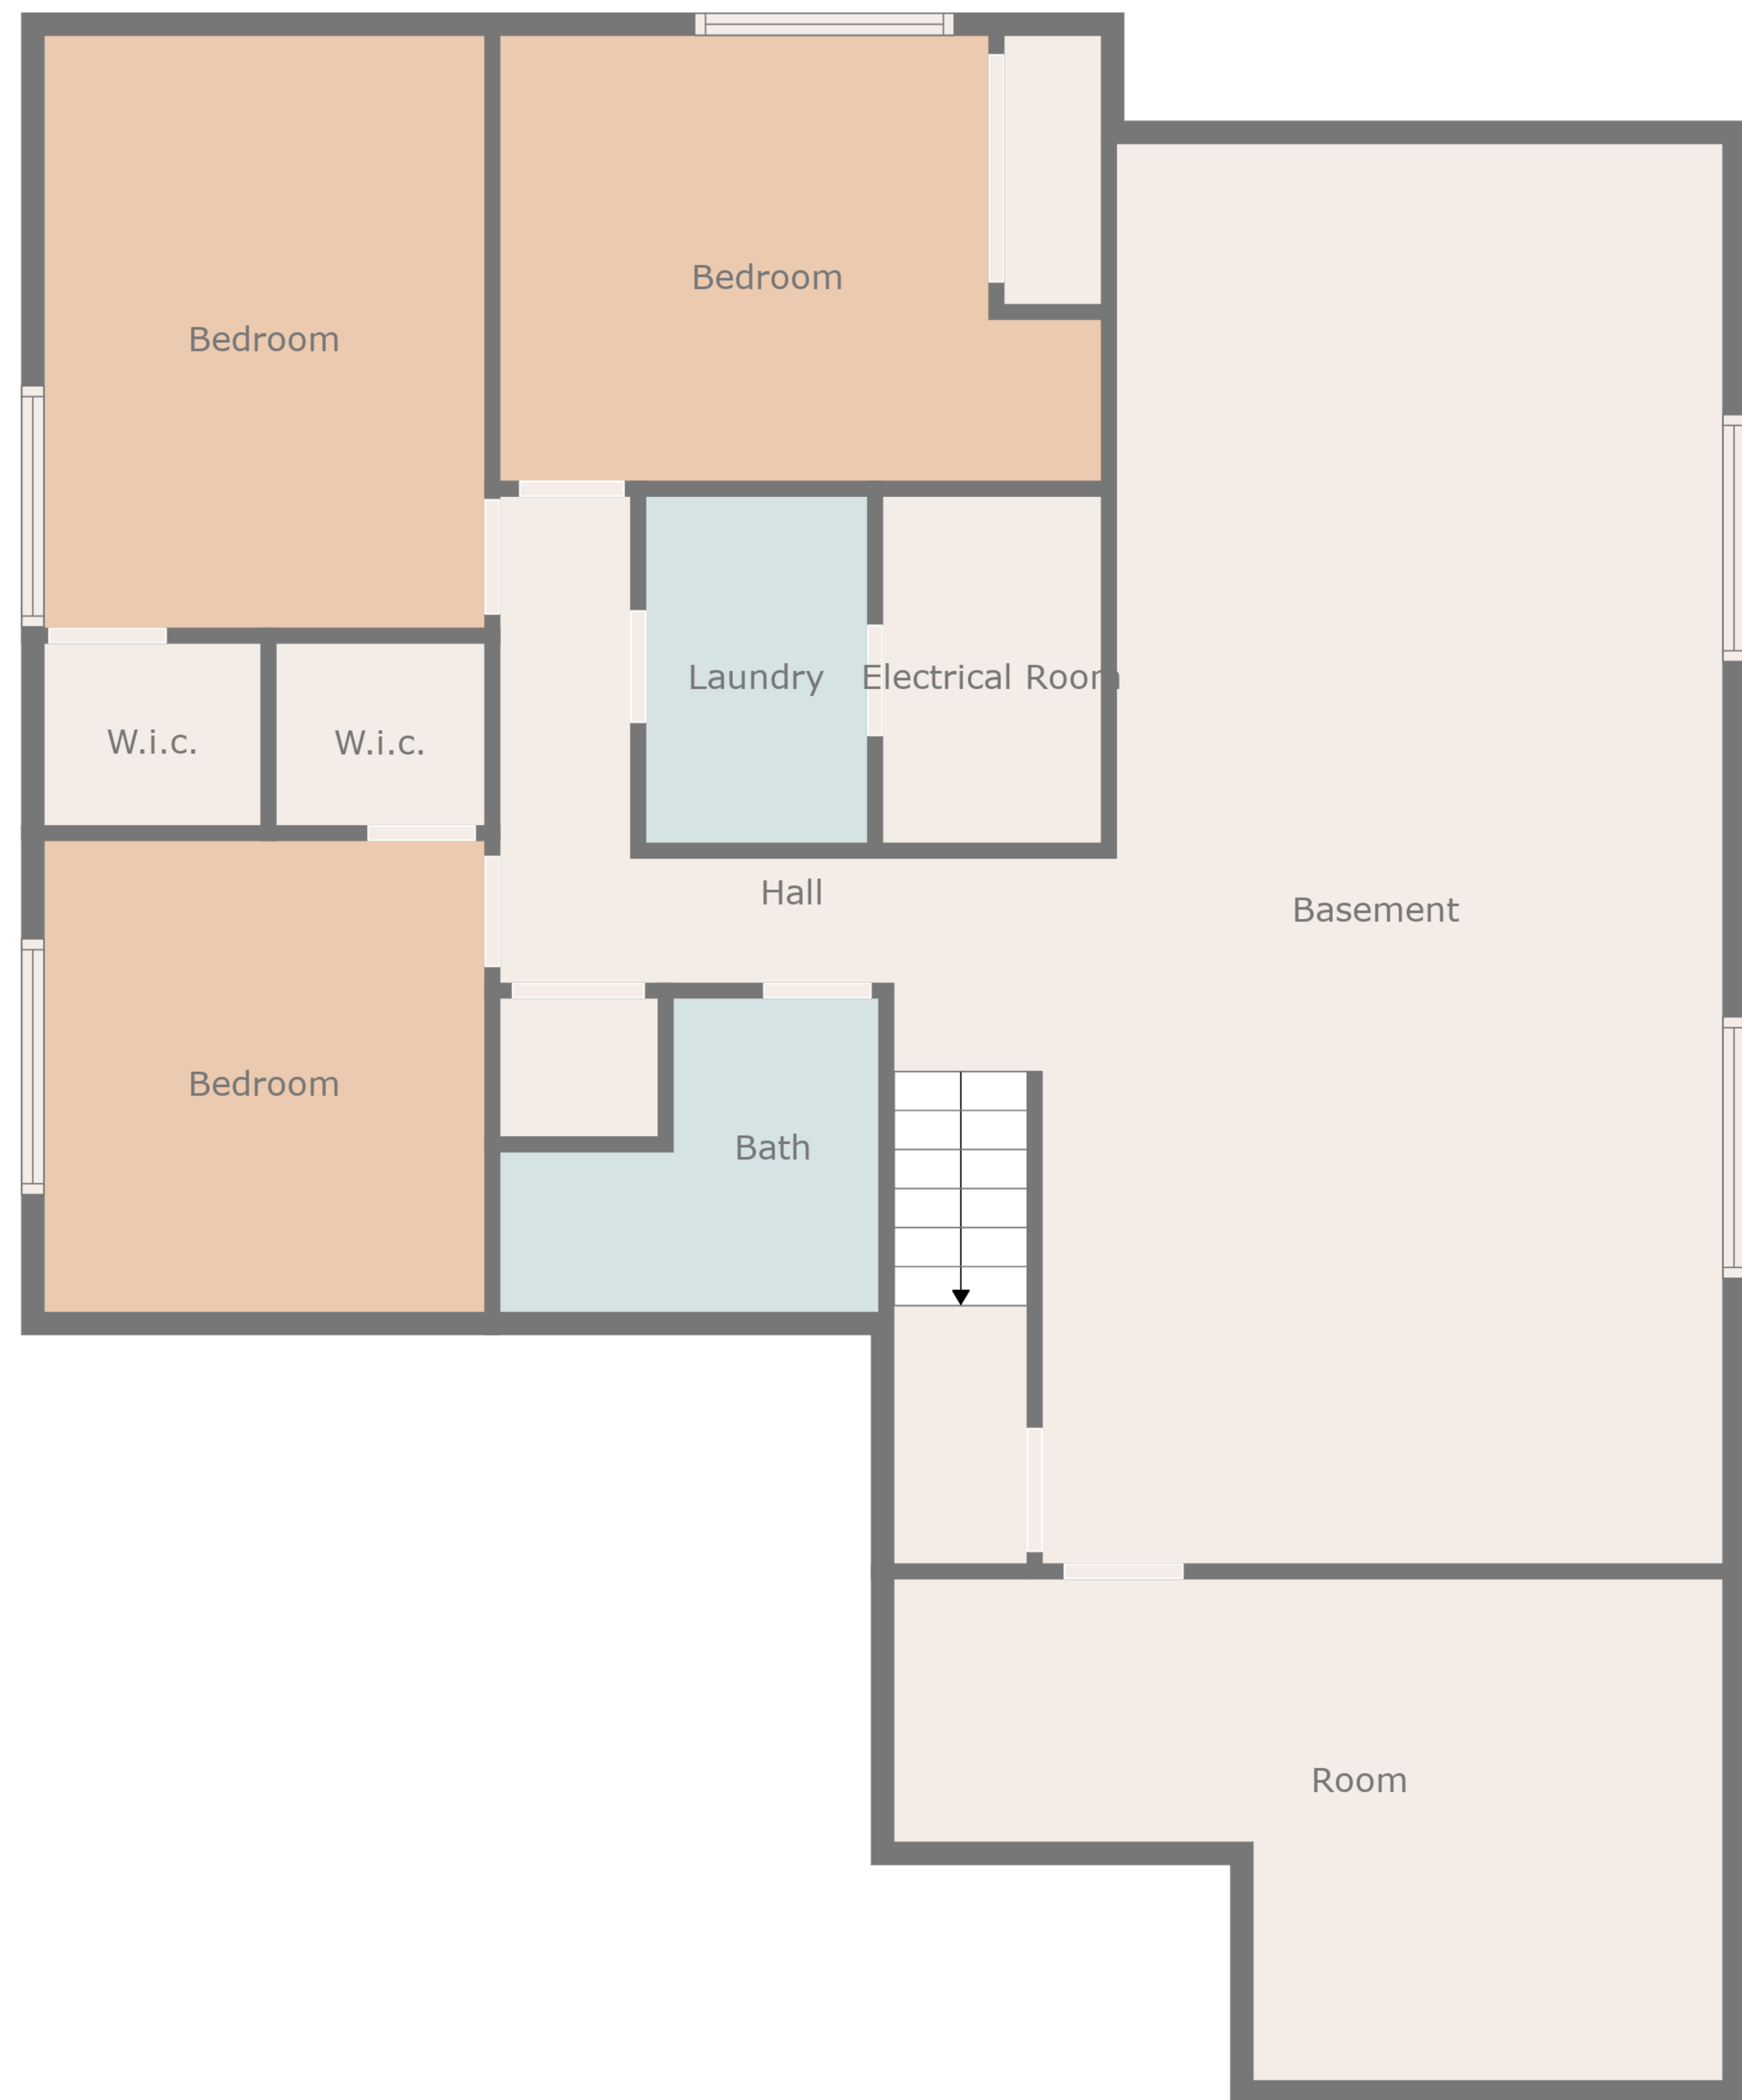 Bedroom
Bedroom
Laundry
Electrical Room
W.i.c.
W.i.c.
Hall
Basement
Bedroom
Bath
Room